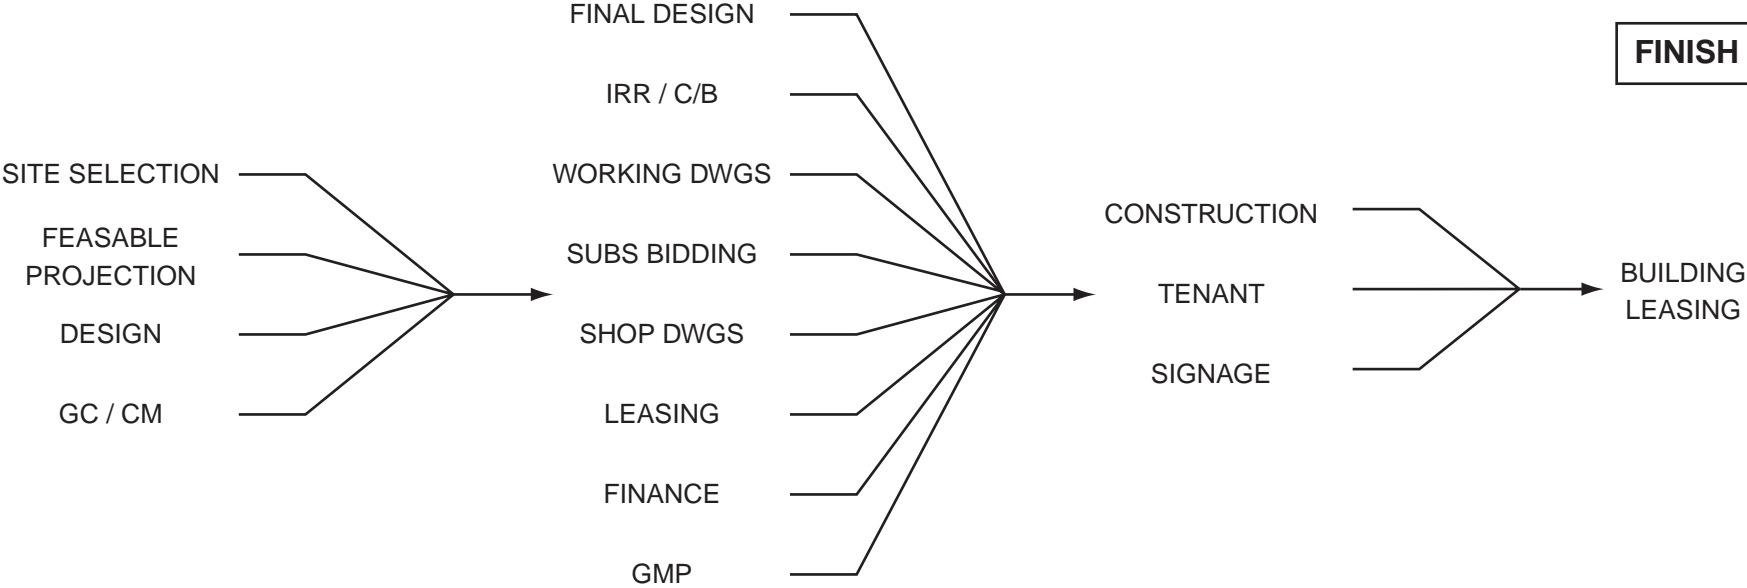 SITE SELECTION
FEASABLE
PROJECTION
DESIGN
GC / CM
FINAL DESIGN
IRR / C/B
WORKING DWGS
SUBS BIDDING
SHOP DWGS
LEASING
FINANCE
GMP
CONSTRUCTION
TENANT
SIGNAGE
FINISH
BUILDING
LEASING